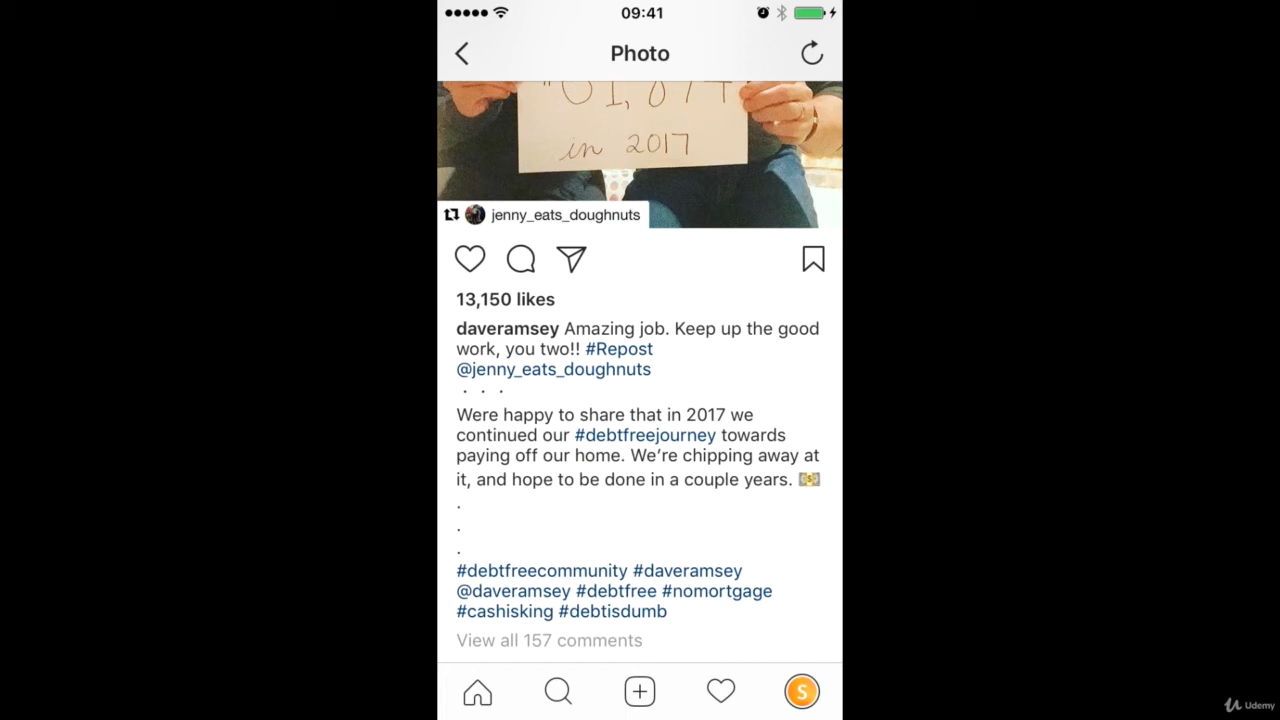 09:41
Photo
in 2017
jenny_eats_doughnuts
13,150 likes
daveramsey Amazing job. Keep up the good
work, you two!! #Repost
@jenny_eats_doughnuts
. . .
Were happy to share that in 2017 we
continued our #debtfreejourney towards
paying off our home. We’re chipping away at
it, and hope to be done in a couple years. 💵
.
.
.
#debtfreecommunity #daveramsey
@daveramsey #debtfree #nomortgage
#cashisking #debtisdumb
View all 157 comments
S
Udemy